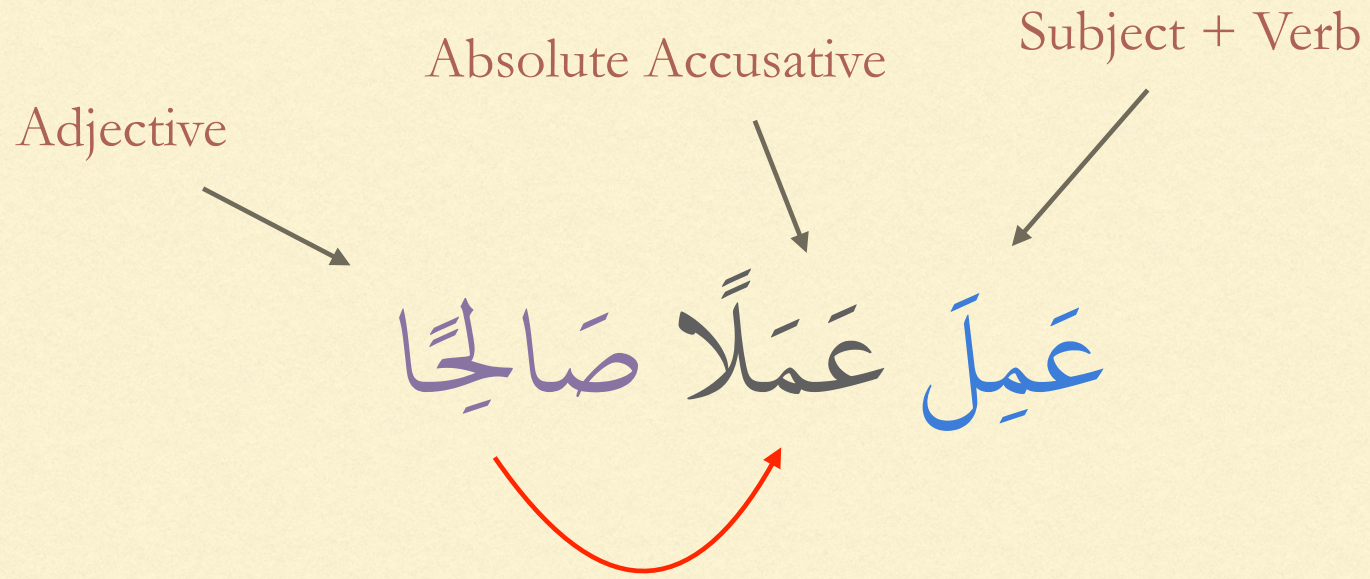 Subject + Verb
Absolute Accusative
Adjective
عَمِلَ عَمَلًا صَالِحًا